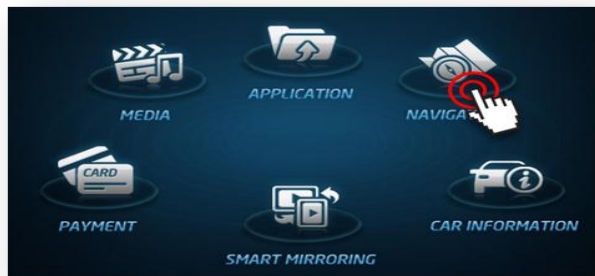 MEDIA
APPLICATION
NAVIGA
CARD
PAYMENT
SMART MIRRORING
CAR INFORMATION